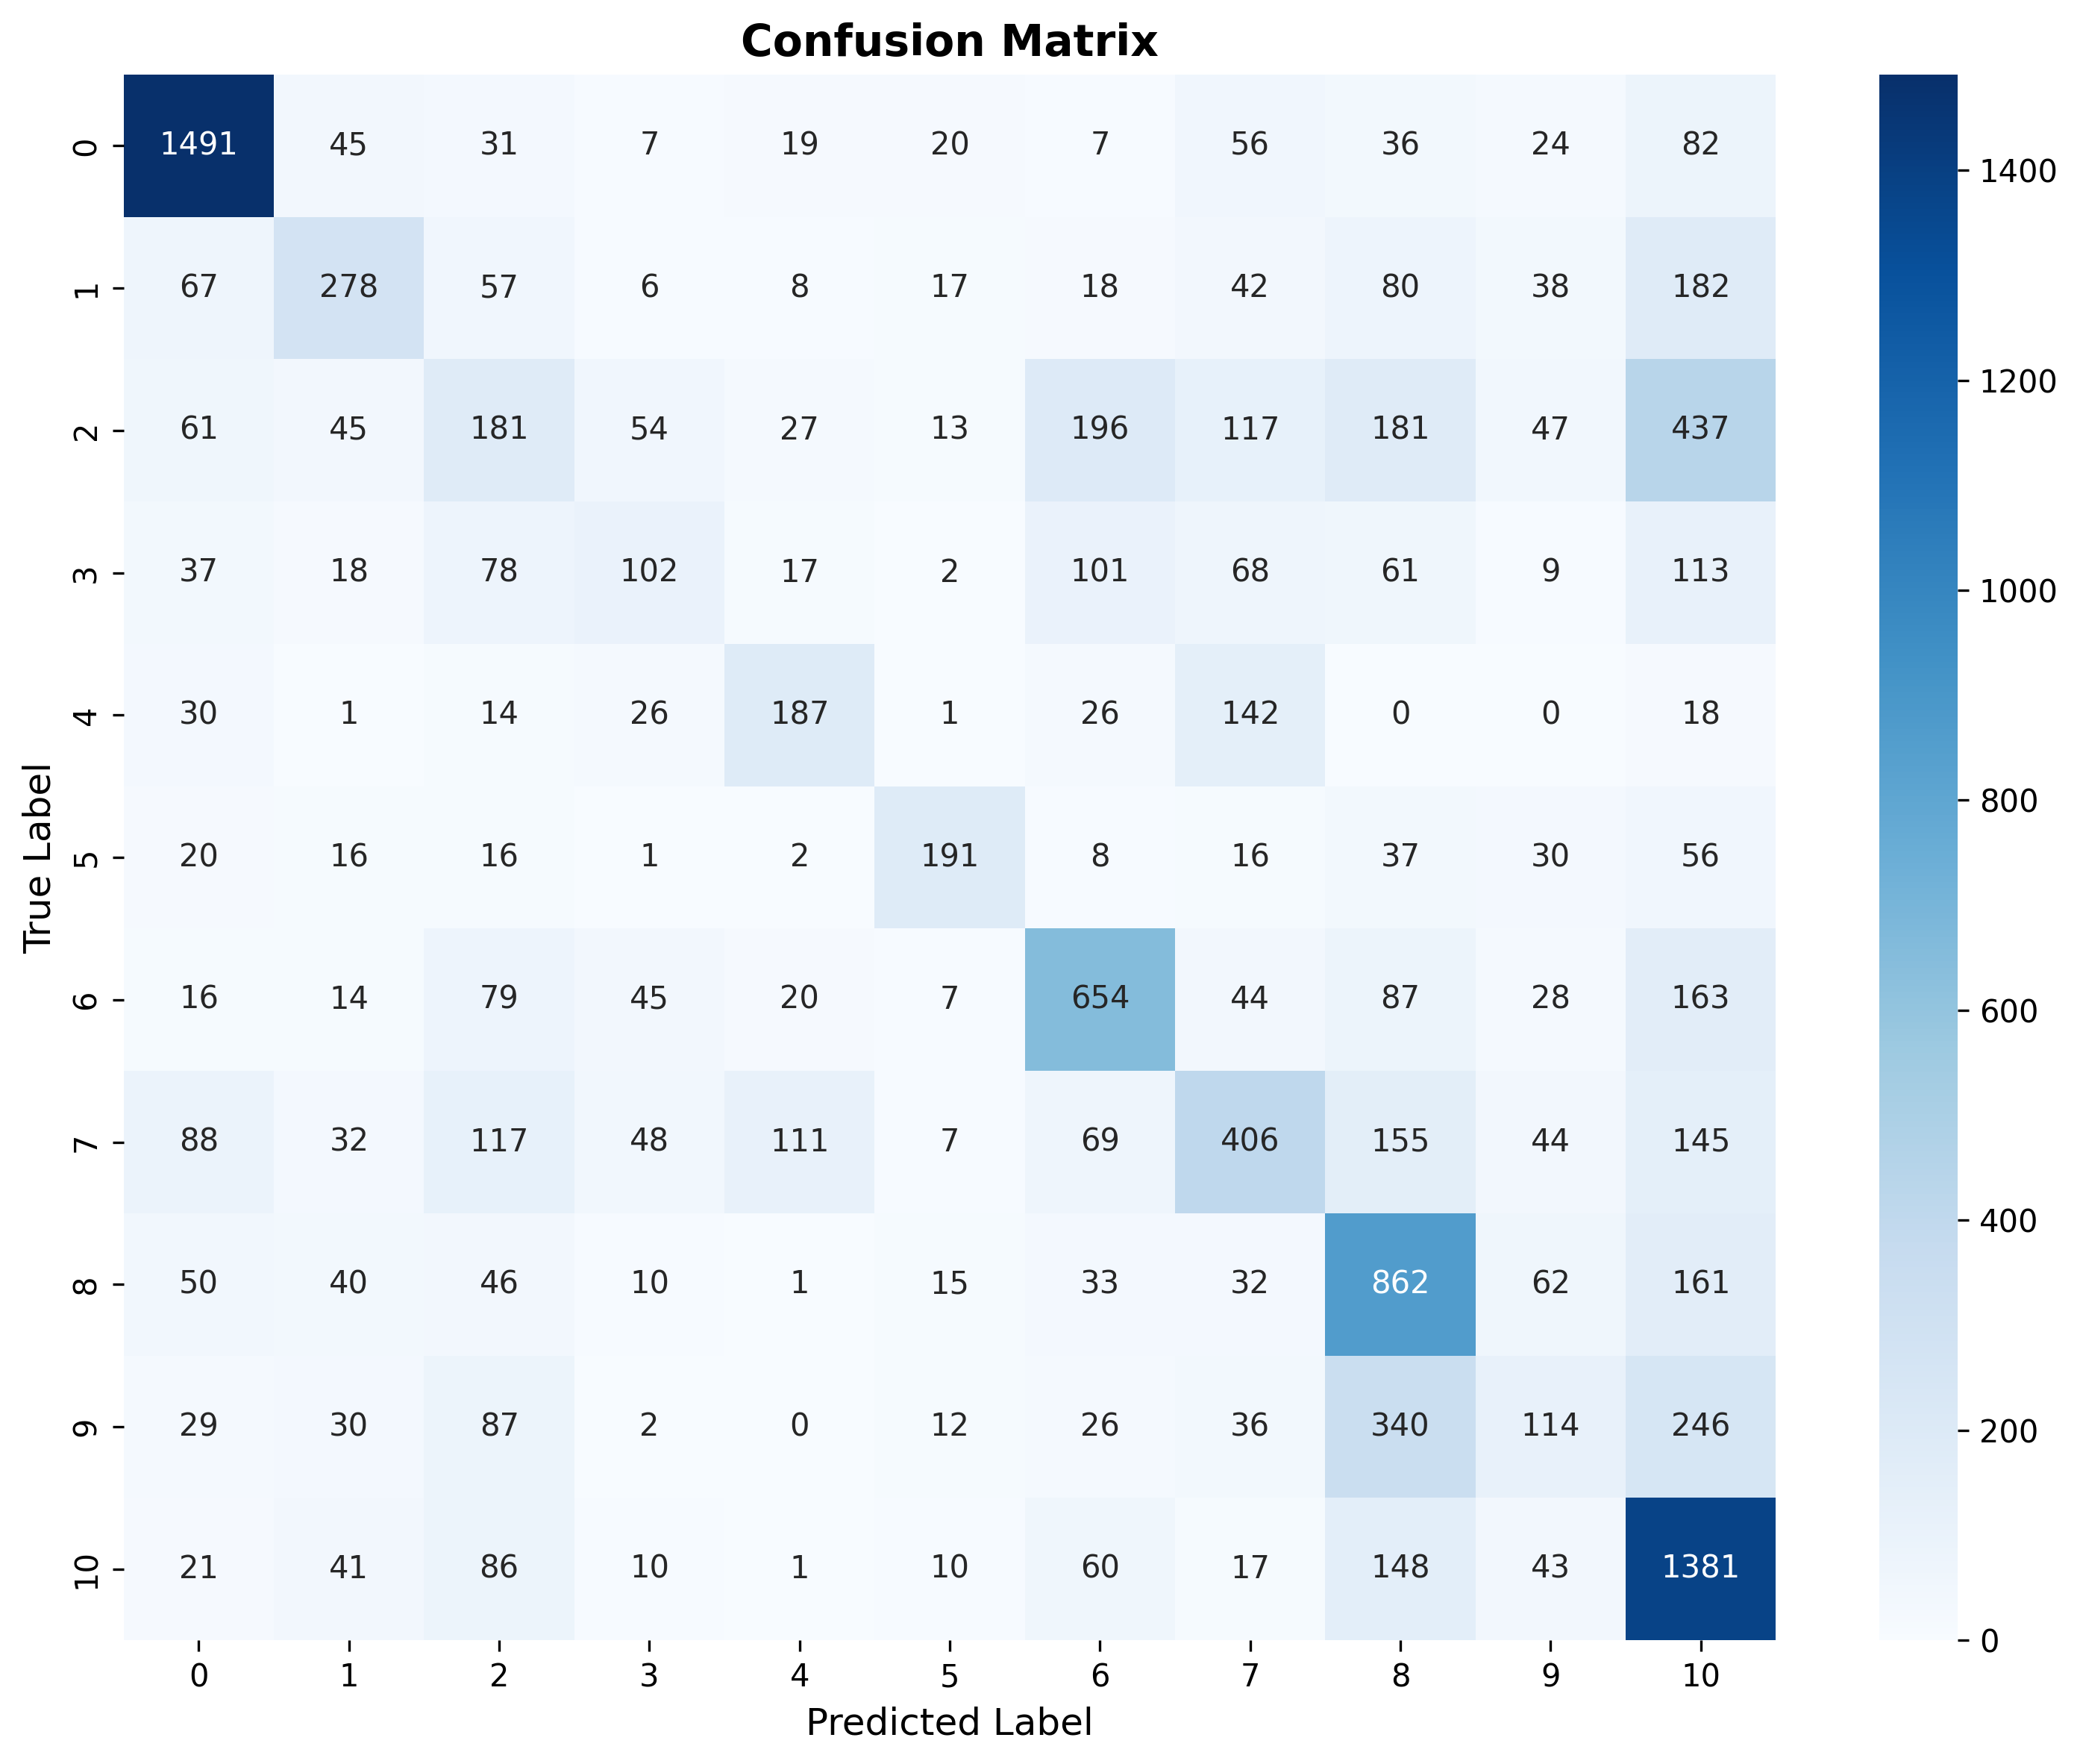 Confusion Matrix
0 1491 45 31 7 19 20 7 56 36 24 82
1 67 278 57 6 8 17 18 42 80 38 182
2 61 45 181 54 27 13 196 117 181 47 437
3 37 18 78 102 17 2 101 68 61 9 113
4 30 1 14 26 187 1 26 142 0 0 18
5 20 16 16 1 2 191 8 16 37 30 56
6 16 14 79 45 20 7 654 44 87 28 163
7 88 32 117 48 111 7 69 406 155 44 145
8 50 40 46 10 1 15 33 32 862 62 161
9 29 30 87 2 0 12 26 36 340 114 246
10 21 41 86 10 1 10 60 17 148 43 1381
0 1 2 3 4 5 6 7 8 9 10
Predicted Label
True Label
1400
1200
1000
800
600
400
200
0